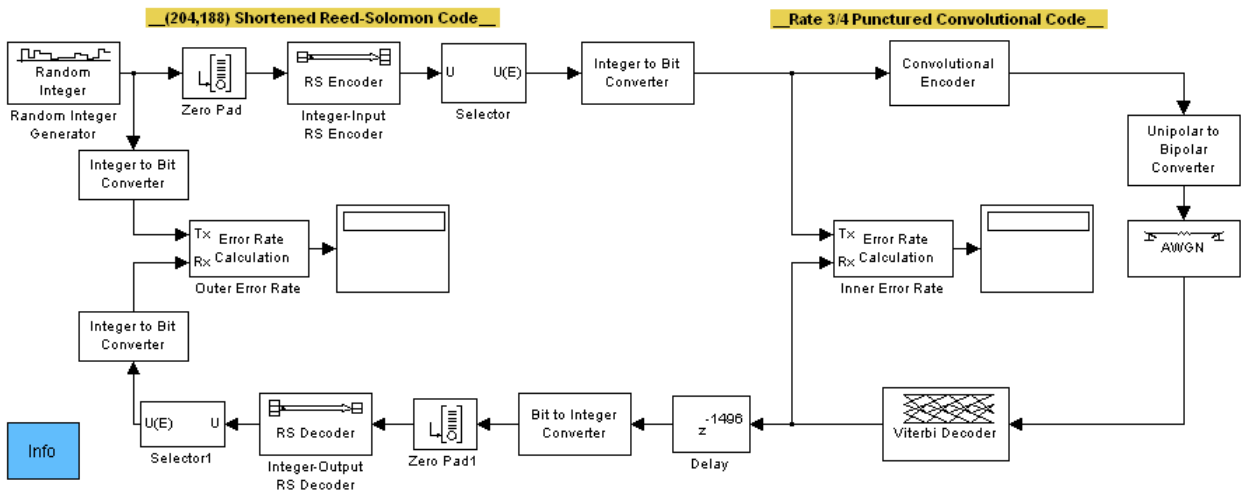 __(204,188) Shortened Reed-Solomon Code__
__Rate 3/4 Punctured Convolutional Code__
Random
Integer
Random Integer
Generator
Zero Pad
RS Encoder
Integer-Input
RS Encoder
U U(E)
Selector
Integer to Bit
Converter
Convolutional
Encoder
Unipolar to
Bipolar
Converter
AWGN
Integer to Bit
Converter
Tx
Rx
Error Rate
Calculation
Outer Error Rate
Tx
Rx
Error Rate
Calculation
Inner Error Rate
Integer to Bit
Converter
Info
U(E) U
Selector1
RS Decoder
Integer-Output
RS Decoder
Zero Pad1
Bit to Integer
Converter
z-1496
Delay
Viterbi Decoder